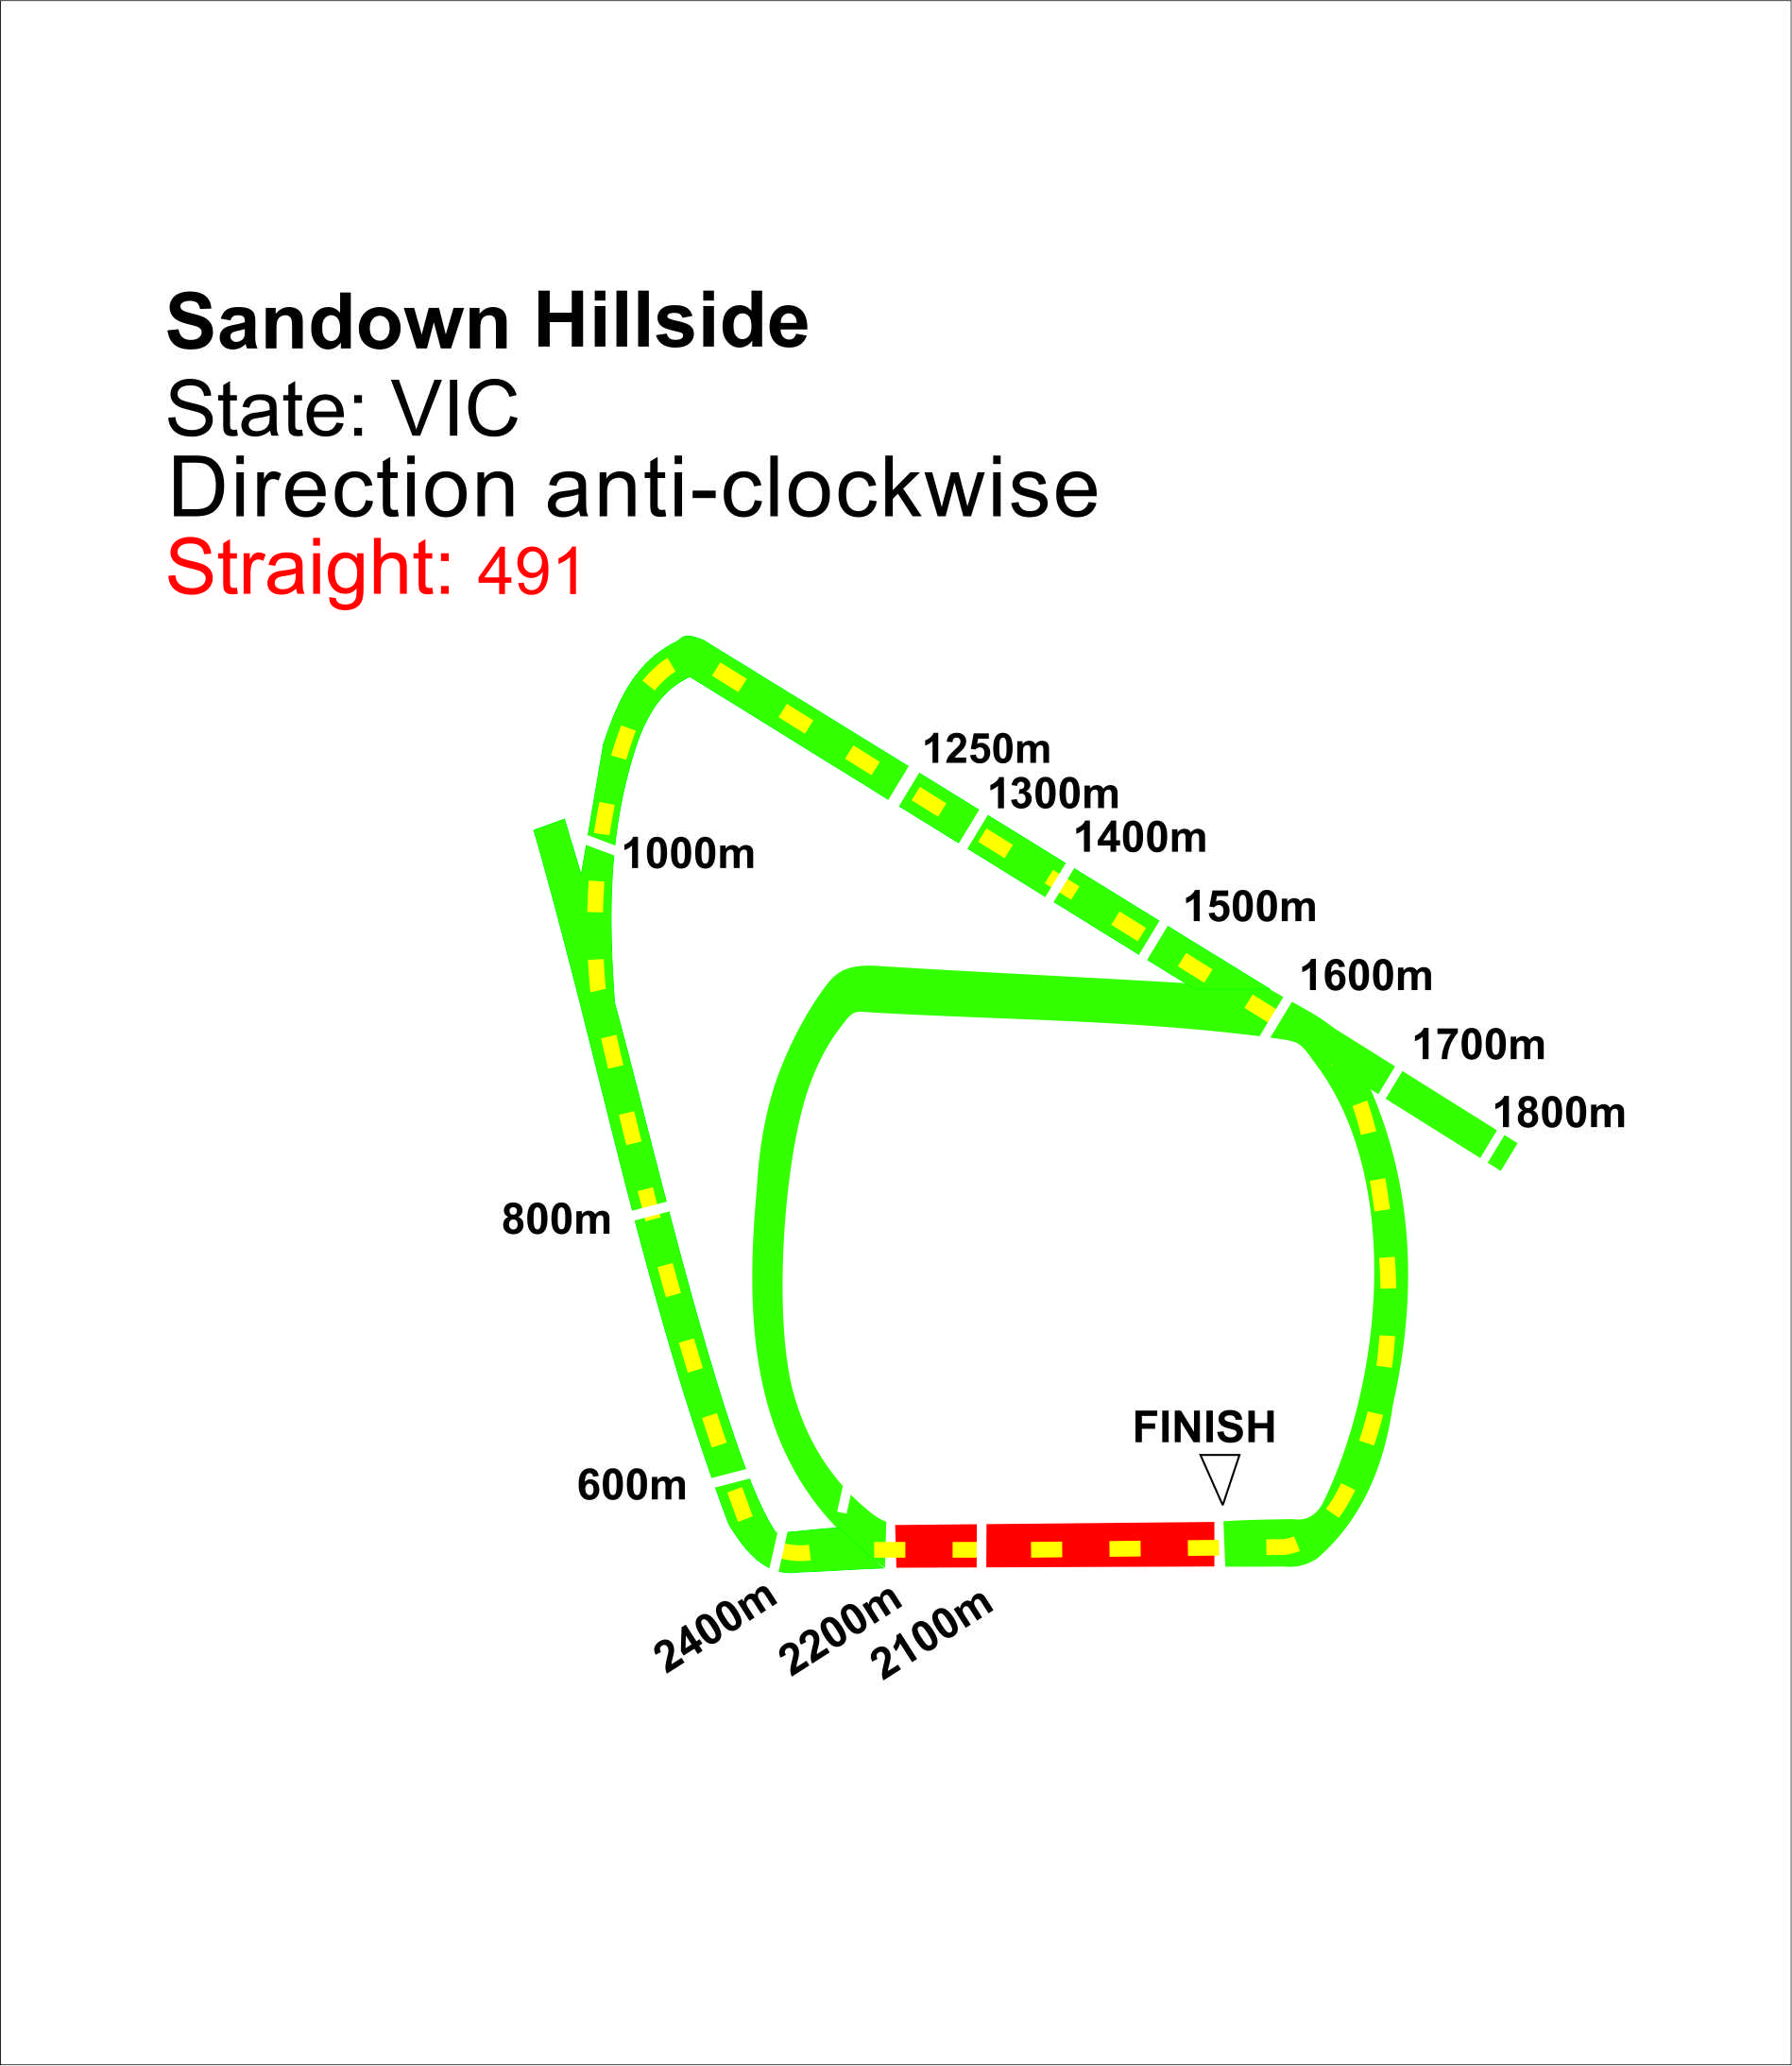 Sandown Hillside
State: VIC
Direction anti-clockwise
Straight: 491
1250m
1300m
1400m
1000m
1500m
1600m
1700m
1800m
800m
FINISH
600m
2400m
2200m
2100m